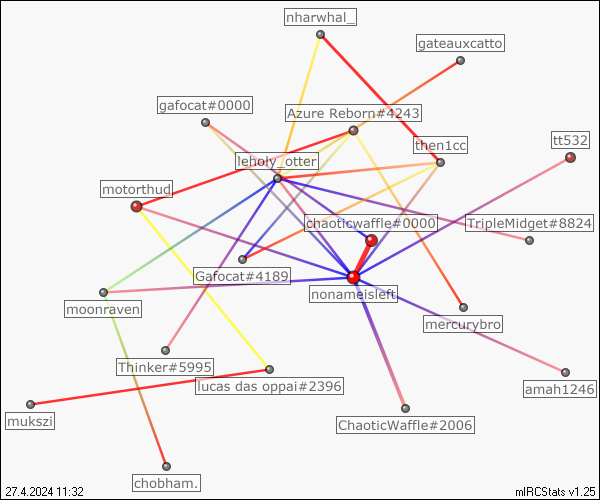 nharwhal_
gateauxcatto
gafocat#0000
Azure Reborn#4243
then1cc
tt532
leholy_otter
motorthud
chaoticwaffle#0000
TripleMidget#8824
Gafocat#4189
nonameisleft
moonraven
mercurybro
Thinker#5995
lucas das oppai#2396
amah1246
mukszi
ChaoticWaffle#2006
chobham.
27.4.2024 11:32
mIRCStats v1.25